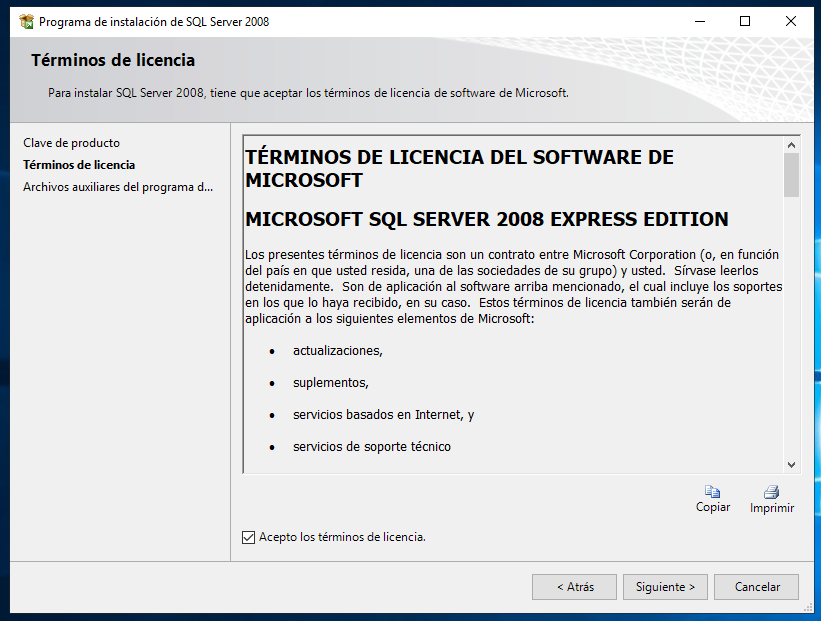 Programa de instalación de SQL Server 2008
Términos de licencia
Para instalar SQL Server 2008, tiene que aceptar los términos de licencia de software de Microsoft.
Clave de producto
Términos de licencia
Archivos auxiliares del programa d...
TÉRMINOS DE LICENCIA DEL SOFTWARE DE
MICROSOFT
MICROSOFT SQL SERVER 2008 EXPRESS EDITION
Los presentes términos de licencia son un contrato entre Microsoft Corporation (o, en función
del país en que usted resida, una de las sociedades de su grupo) y usted.  Sírvase leerlos
detenidamente.  Son de aplicación al software arriba mencionado, el cual incluye los soportes
en los que lo haya recibido, en su caso.  Estos términos de licencia también serán de
aplicación a los siguientes elementos de Microsoft:
• actualizaciones,
• suplementos,
• servicios basados en Internet, y
• servicios de soporte técnico
Copiar
Imprimir
Acepto los términos de licencia.
< Atrás
Siguiente >
Cancelar